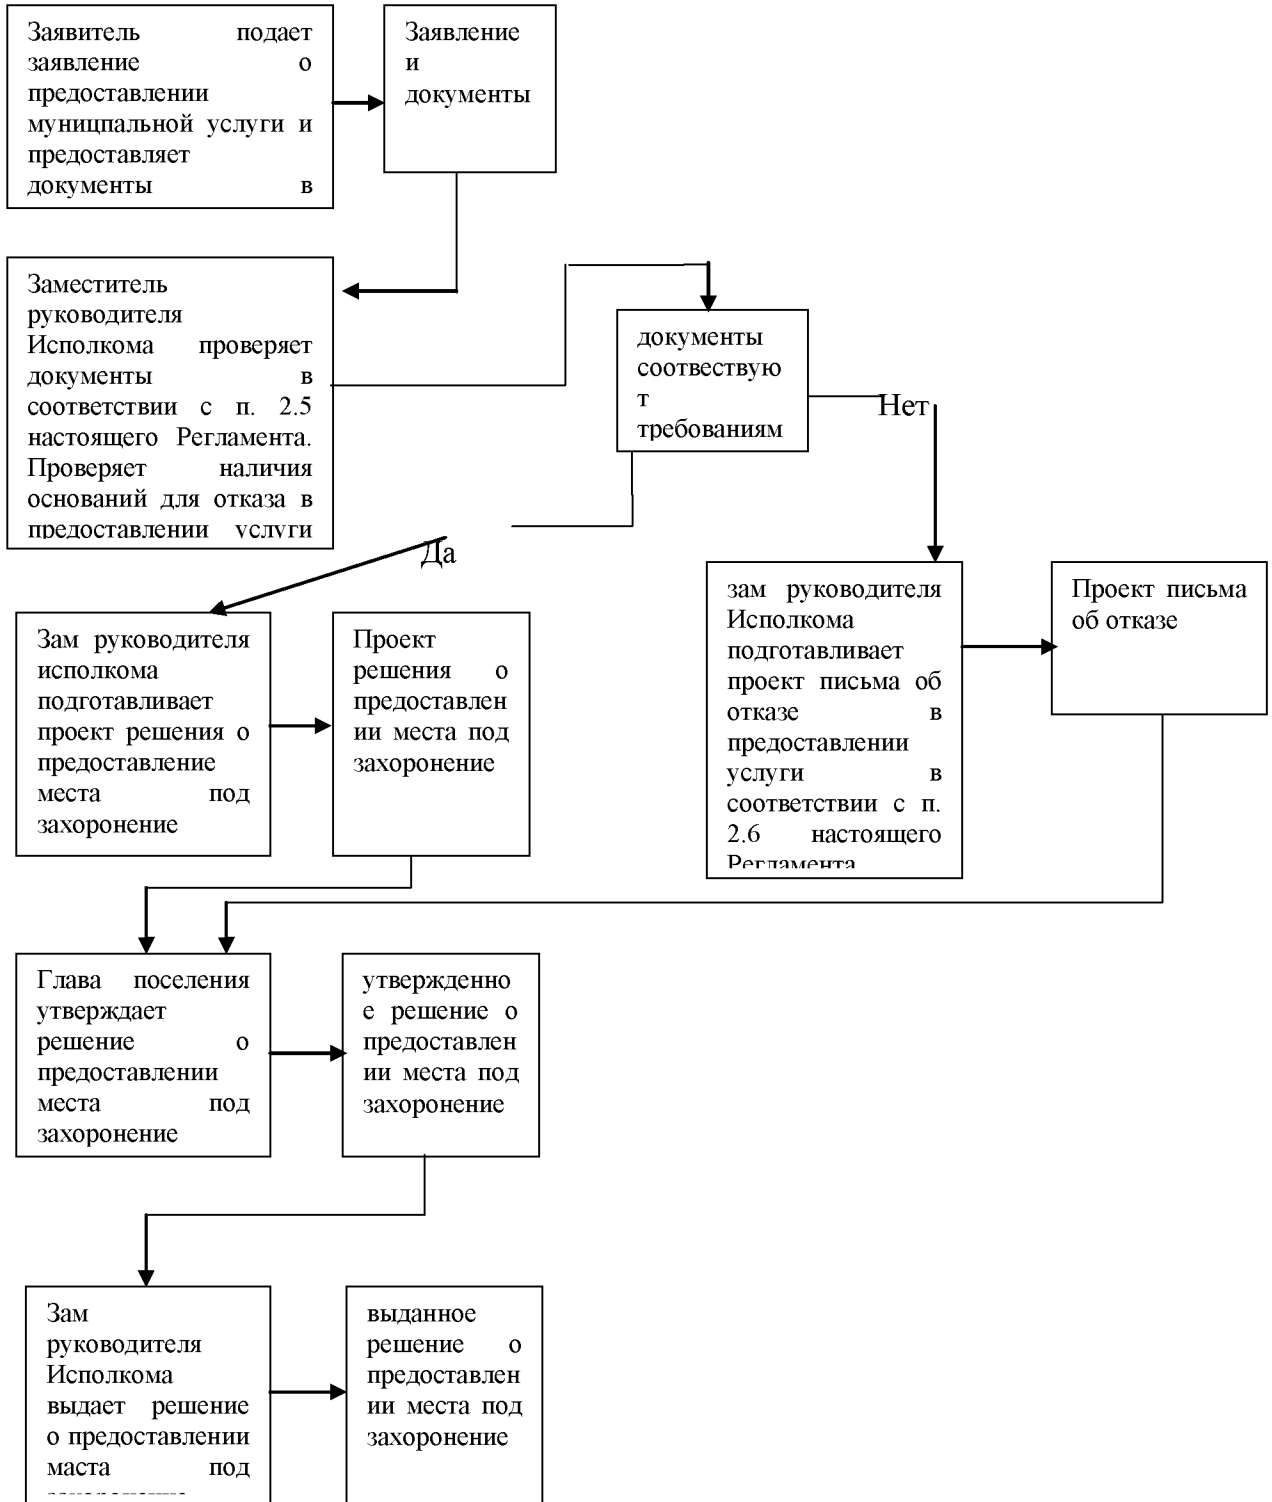 Заявитель подает
заявление о
предоставлении
муницпальной услуги и
предоставляет
документы в
Заявление
и
документы
Заместитель
руководителя
Исполкома проверяет
документы в
соответствии с п. 2.5
настоящего Регламента.
Проверяет наличия
оснований для отказа в
предоставлении услуги
документы
соотвествую
т
требованиям
Нет
Да
Зам руководителя
исполкома
подготавливает
проект решения о
предоставление
места под
захоронение
Проект
решения о
предоставлен
ии места под
захоронение
зам руководителя
Исполкома
подготавливает
проект письма об
отказе в
предоставлении
услуги в
соответствии с п.
2.6 настоящего
Регламента
Проект письма
об отказе
Глава поселения
утверждает
решение о
предоставлении
места под
захоронение
утвержденно
е решение о
предоставлен
ии места под
захоронение
Зам
руководителя
Исполкома
выдает решение
о предоставлении
маста под
выданное
решение о
предоставлен
ии места под
захоронение